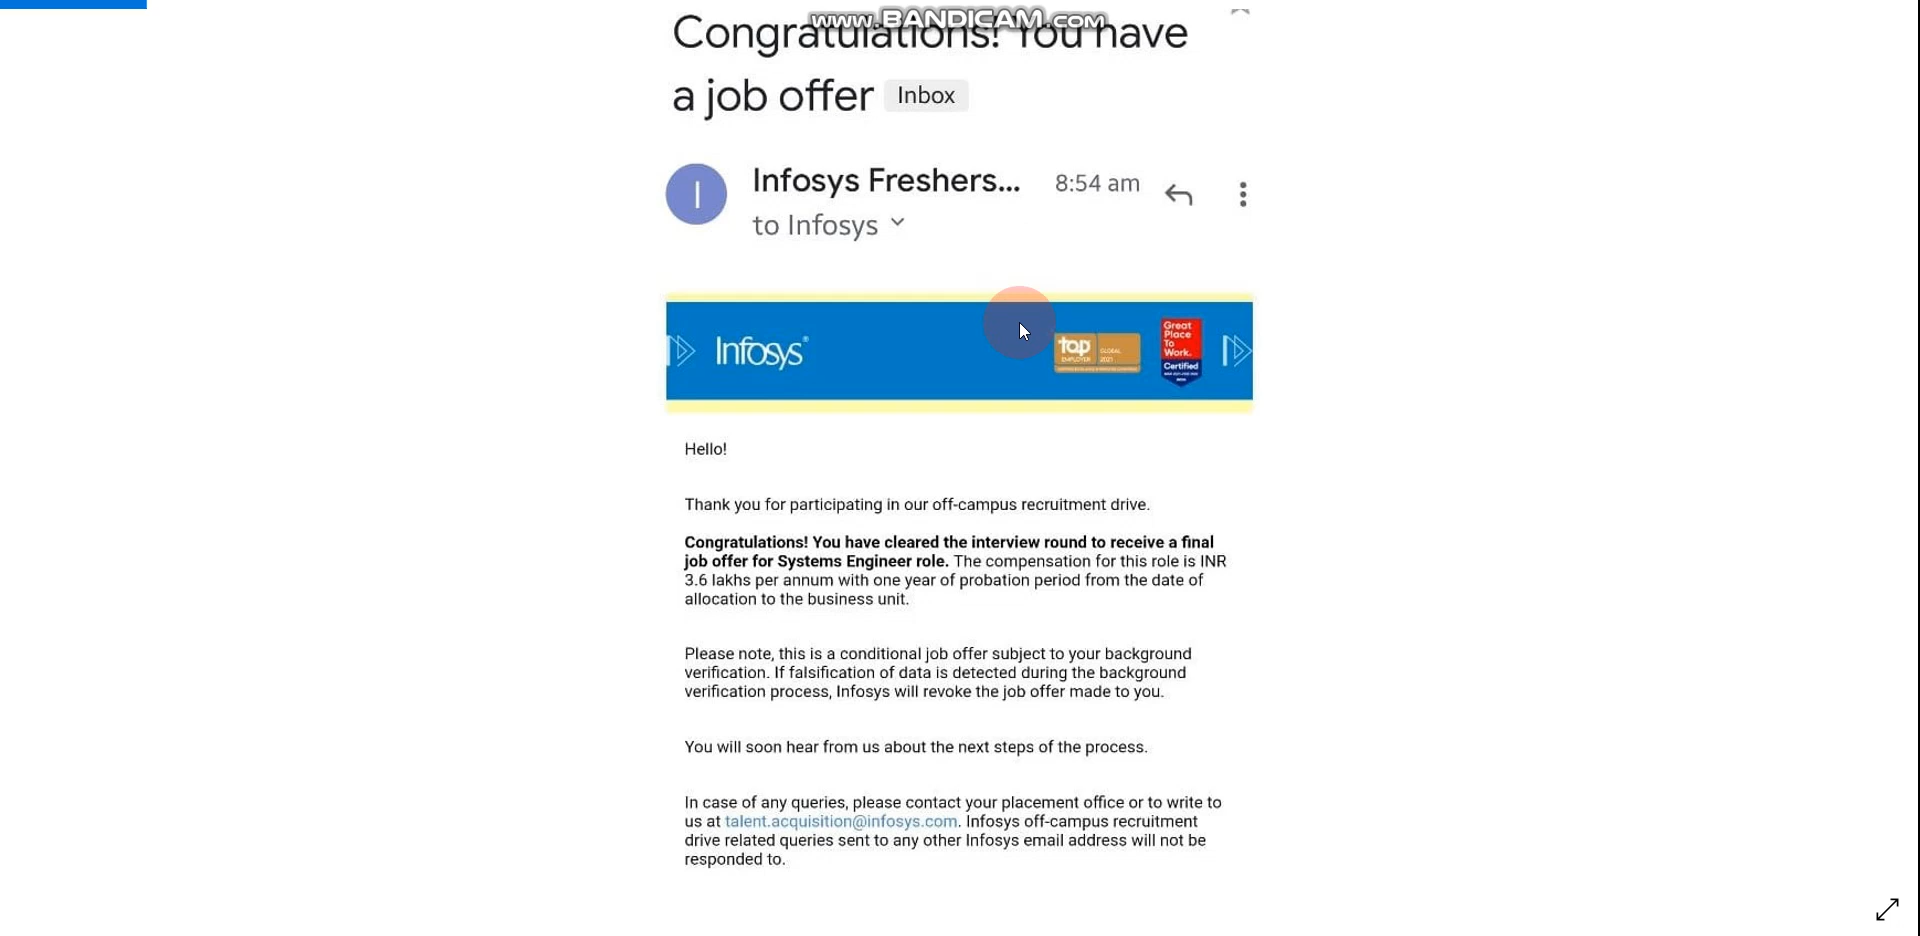 www.BANDICAM.com
Congratulations! You have
a job offer Inbox
I
Infosys Freshers... 8:54 am
to Infosys
Infosys®
top
EMPLOYER
GLOBAL
2021
Great
Place
To
Work.
Certified
Hello!
Thank you for participating in our off-campus recruitment drive.
Congratulations! You have cleared the interview round to receive a final
job offer for Systems Engineer role. The compensation for this role is INR
3.6 lakhs per annum with one year of probation period from the date of
allocation to the business unit.
Please note, this is a conditional job offer subject to your background
verification. If falsification of data is detected during the background
verification process, Infosys will revoke the job offer made to you.
You will soon hear from us about the next steps of the process.
In case of any queries, please contact your placement office or to write to
us at talent.acquisition@infosys.com. Infosys off-campus recruitment
drive related queries sent to any other Infosys email address will not be
responded to.